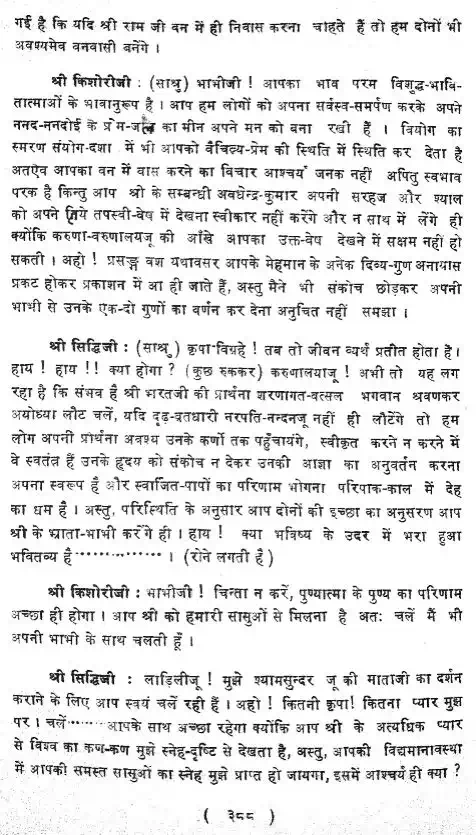 गई है कि यदि श्री राम जी वन में ही निवास करना चाहते हैं तो हम दोनों भी
अवश्यमेव वनवासी बनेंगे ।
श्री किशोरीजी : (साश्रु) भाभीजी ! आपका भाव परम विशुद्ध-भावि-
तात्माओं के भावानुरूप है । आप हम लोगों को अपना सर्वस्व-समर्पण करके अपने
ननद-ननदोई के प्रेम-जल का मीन अपने मन को बना रखी हैं । वियोग का
स्मरण संयोग-दशा में भी आपको वैचित्र्य-प्रेम की स्थिति में स्थिति कर देता है
अतएव आपका वन में वास करने का विचार आश्चर्य जनक नहीं अपितु स्वभाव
परक है किन्तु आप श्री के सम्बन्धी अवधेन्द्र-कुमार अपनी सरहज और श्याल
को अपने लिये तपस्वी-वेष में देखना स्वीकार नहीं करेंगे और न साथ में लेंगे ही
क्योंकि करुणा-वरुणालयजू की आँखें आपका उक्त-वेष देखने में सक्षम नहीं हो
सकती । अहो ! प्रसङ्ग वश यथावसर आपके मेहमान के अनेक दिव्य-गुण अनायास
प्रकट होकर प्रकाशन में आ ही जाते हैं, अस्तु मैने भी संकोच छोड़कर अपनी
भाभी से उनके एक-दो गुणों का वर्णन कर देना अनुचित नहीं समझा ।
श्री सिद्धिजी : (साश्रु) कृपा-विग्रहे ! तब तो जीवन व्यर्थ प्रतीत होता है।
हाय ! हाय !! क्या होगा ? (कुछ रुककर) करुणालयाजू ! अभी तो यह लग
रहा है कि संभव है श्री भरतजी की प्रार्थना शरणागत-वत्सल भगवान श्रवणकर
अयोध्या लौट चलें, यदि दृढ़-व्रतधारी नरपति-नन्दनजू नहीं ही लौटेंगे तो हम
लोग अपनी प्रार्थना अवश्य उनके कर्णो तक पहुँचायंगे, स्वीकृत करने न करने में
वे स्वतंत्र हैं उनके हृदय को संकोच न देकर उनकी आज्ञा का अनुवर्तन करना
अपना स्वरूप है और स्वार्जित-पापों का परिणाम भोगना परिपाक-काल में देह
का धर्म है । अस्तु, परिस्थिति के अनुसार आप दोनों की इच्छा का अनुसरण आप
श्री के भ्राता-भाभी करेंगे ही । हाय ! क्या भविष्य के उदर में भरा हुआ
भवितव्य है ............... । (रोने लगती हैं)
श्री किशोरीजी : भाभीजी ! चिन्ता न करें, पुण्यात्मा के पुण्य का परिणाम
अच्छा ही होगा । आप श्री को हमारी सासुओं से मिलना है अतः चलें मैं भी
अपनी भाभी के साथ चलती हूँ ।
श्री सिद्धिजी : लाड़िलीजू ! मुझे श्यामसुन्दर जू की माताजी का दर्शन
कराने के लिए आप स्वयं चलें रही हैं । अहो ! कितनी कृपा! कितना प्यार मुझ
पर । चलें....... आपके साथ अच्छा रहेगा क्योंकि आप श्री के अत्यधिक प्यार
से विश्व का कण-कण मुझे स्नेह-दृष्टि से देखता है, अस्तु, आपकी विद्यमानावस्था
में आपकी समस्त सासुओं का स्नेह मुझे प्राप्त हो जायगा, इसमें आश्चर्य ही क्या ?
( ३८८ )